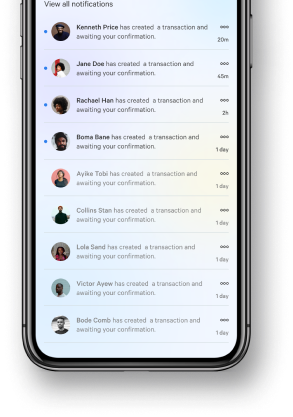 View all notifications
Kenneth Price has created a transaction and
awaiting your confirmation.
20m
Jane Doe has created a transaction and
awaiting your confirmation.
45m
Rachael Han has created a transaction and
awaiting your confirmation.
2h
Boma Bane has created a transaction and
awaiting your confirmation.
1 day
Ayike Tobi has created a transaction and
awaiting your confirmation.
1 day
Collins Stan has created a transaction and
awaiting your confirmation.
1 day
Lola Sand has created a transaction and
awaiting your confirmation.
1 day
Victor Ayew has created a transaction and
awaiting your confirmation.
1 day
Bode Comb has created a transaction and
awaiting your confirmation.
1 day